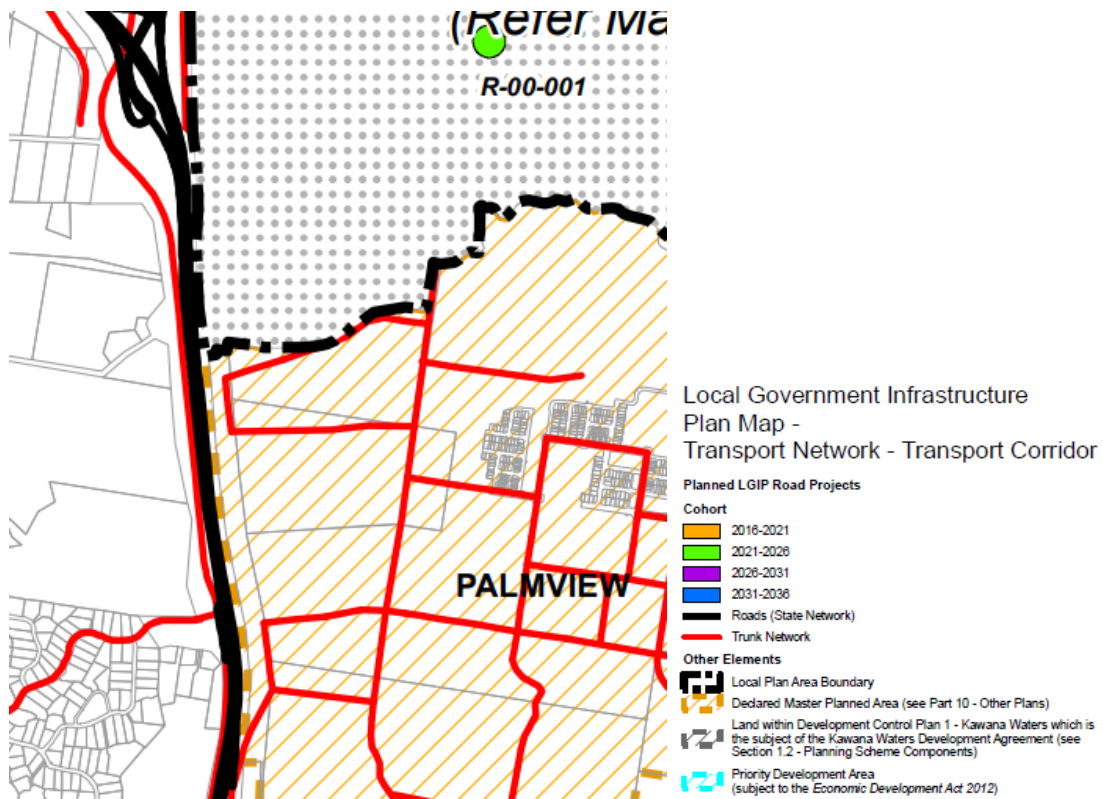 (Refer Ma
R-00-001
PALMVIEW
Local Government Infrastructure
Plan Map -
Transport Network - Transport Corridor
Planned LGIP Road Projects
Cohort
2016-2021
2021-2026
2026-2031
2031-2036
Roads (State Network)
Trunk Network
Other Elements
Local Plan Area Boundary
Declared Master Planned Area (see Part 10 - Other Plans)
Land within Development Control Plan 1 - Kawana Waters which is
the subject of the Kawana Waters Development Agreement (see
Section 1.2 - Planning Scheme Components)
Priority Development Area
(subject to the Economic Development Act 2012)